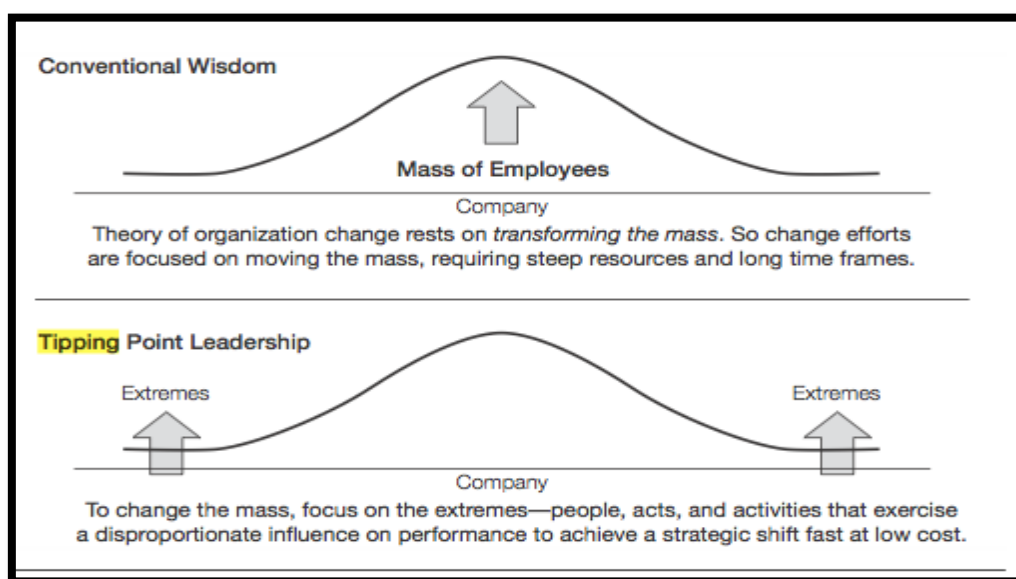 Conventional Wisdom
Mass of Employees
Company
Theory of organization change rests on transforming the mass. So change efforts
are focused on moving the mass, requiring steep resources and long time frames.
Tipping Point Leadership
Extremes
Extremes
Company
To change the mass, focus on the extremes—people, acts, and activities that exercise
a disproportionate influence on performance to achieve a strategic shift fast at low cost.